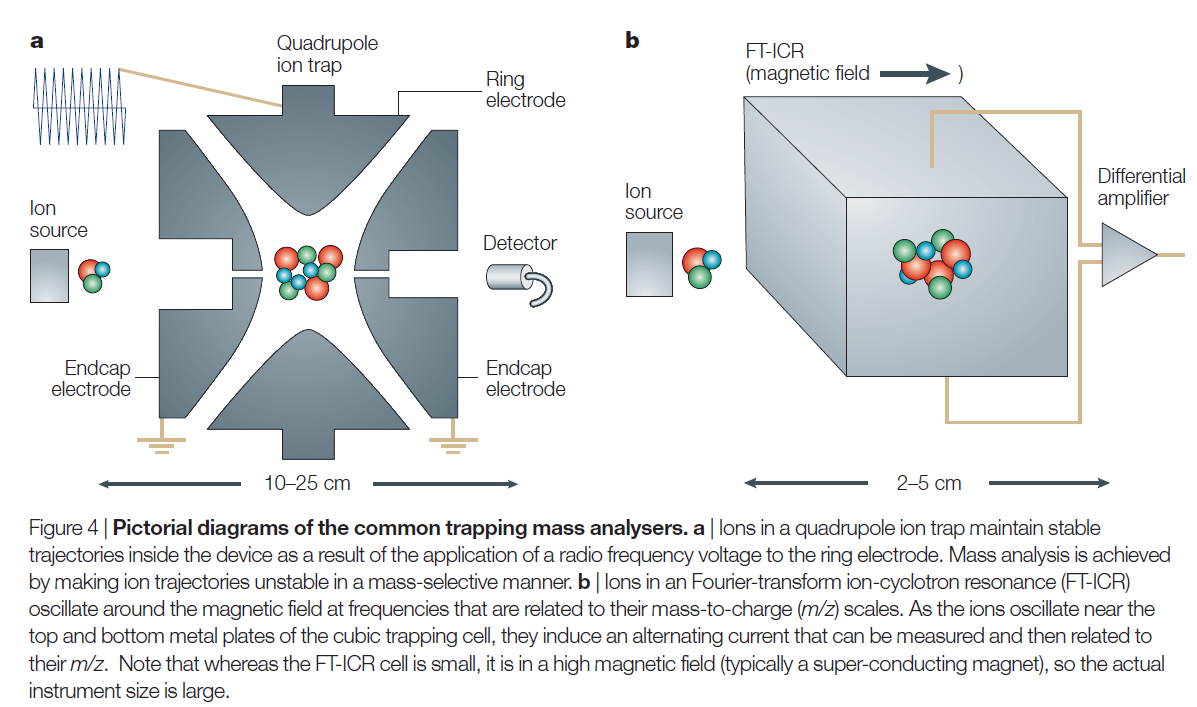 a
Quadrupole
ion trap
Ring
electrode
Ion
source
Detector
Endcap
electrode
Endcap
electrode
10–25 cm
b
FT-ICR
(magnetic field )
Ion
source
Differential
amplifier
2–5 cm
Figure 4 | Pictorial diagrams of the common trapping mass analysers. a | Ions in a quadrupole ion trap maintain stable
trajectories inside the device as a result of the application of a radio frequency voltage to the ring electrode. Mass analysis is achieved
by making ion trajectories unstable in a mass-selective manner. b | Ions in an Fourier-transform ion-cyclotron resonance (FT-ICR)
oscillate around the magnetic field at frequencies that are related to their mass-to-charge (m/z) scales. As the ions oscillate near the
top and bottom metal plates of the cubic trapping cell, they induce an alternating current that can be measured and then related to
their m/z. Note that whereas the FT-ICR cell is small, it is in a high magnetic field (typically a super-conducting magnet), so the actual
instrument size is large.